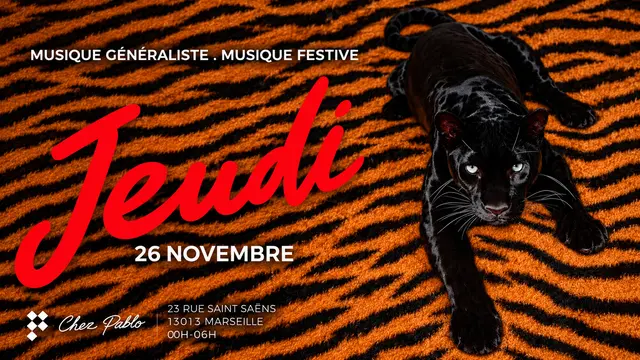 MUSIQUE GÉNÉRALISTE . MUSIQUE FESTIVE
Jeudi
26 NOVEMBRE
Chez Pablo
23 RUE SAINT SAËNS
13013 MARSEILLE
00H-06H